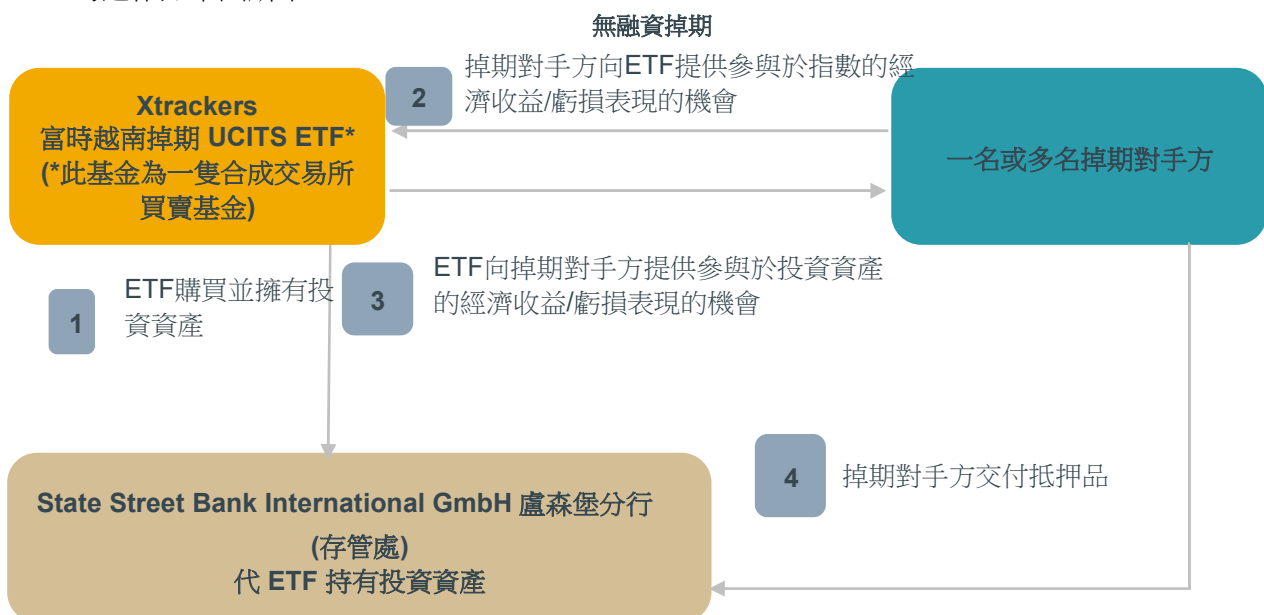 無融資掉期
掉期對手方向ETF提供參與於指數的經
濟收益/虧損表現的機會
2
Xtrackers
富時越南掉期 UCITS ETF*
(*此基金為一隻合成交易所
買賣基金)
一名或多名掉期對手方
ETF購買並擁有投
資資產
1
3
ETF向掉期對手方提供參與於投資資產
的經濟收益/虧損表現的機會
4
掉期對手方交付抵押品
State Street Bank International GmbH 盧森堡分行
(存管處)
代 ETF 持有投資資產